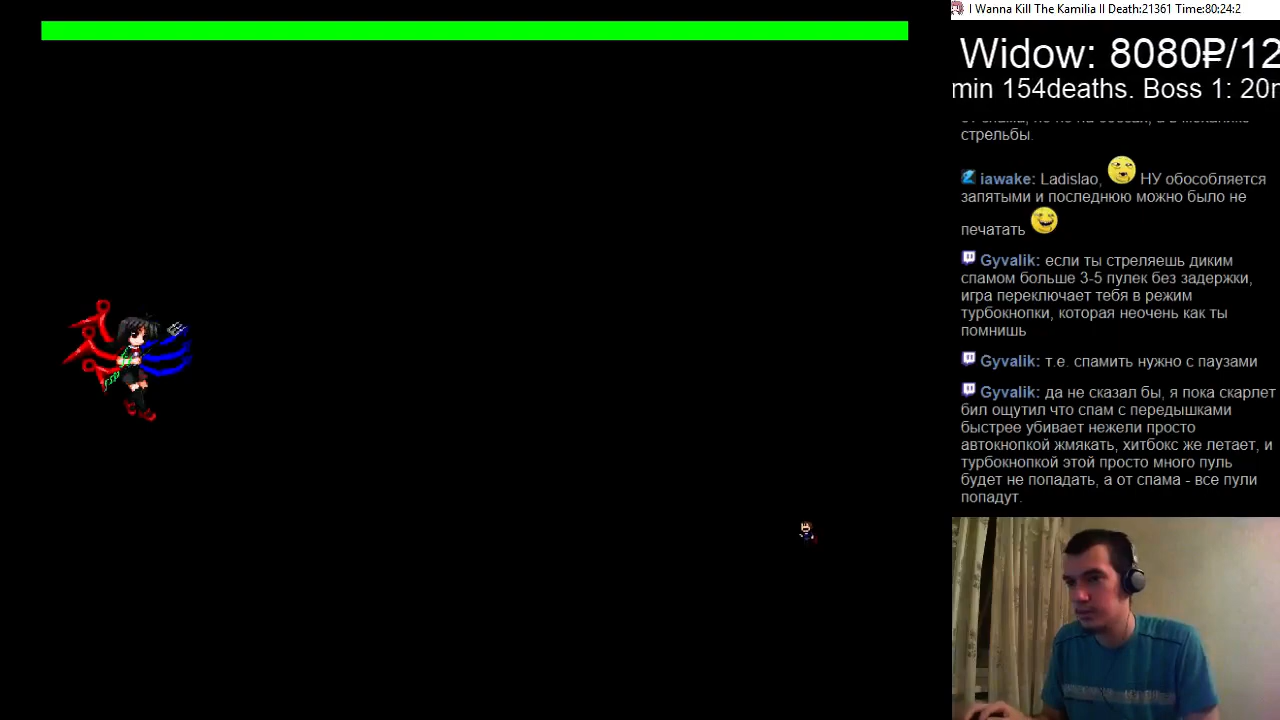 I Wanna Kill The Kamilia II Death:21361 Time:80:24:2
Widow: 8080₽/12
min 154deaths. Boss 1: 20
стрельбы.
iawake: Ladislao, НУ обособляется
запятыми и последнюю можно было не
печатать
Gyvalik: если ты стреляешь диким
спамом больше 3-5 пулек без задержки,
игра переключает тебя в режим
турбокнопки, которая неочень как ты
помнишь
Gyvalik: т.е. спамить нужно с паузами
Gyvalik: да не сказал бы, я пока скарлет
бил ощутил что спам с передышками
быстрее убивает нежели просто
автокнопкой жмякать, хитбокс же летает, и
турбокнопкой этой просто много пуль
будет не попадать, а от спама - все пули
попадут.